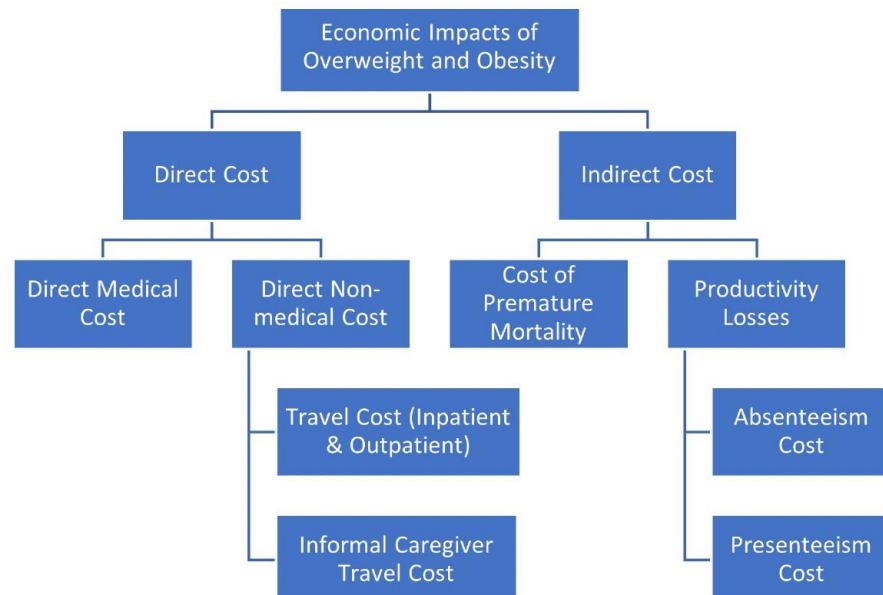 Economic Impacts of
Overweight and Obesity
Direct Cost
Indirect Cost
Direct Medical
Cost
Direct Non-
medical Cost
Cost of
Premature
Mortality
Productivity
Losses
Travel Cost (Inpatient
& Outpatient)
Absenteeism
Cost
Informal Caregiver
Travel Cost
Presenteeism
Cost